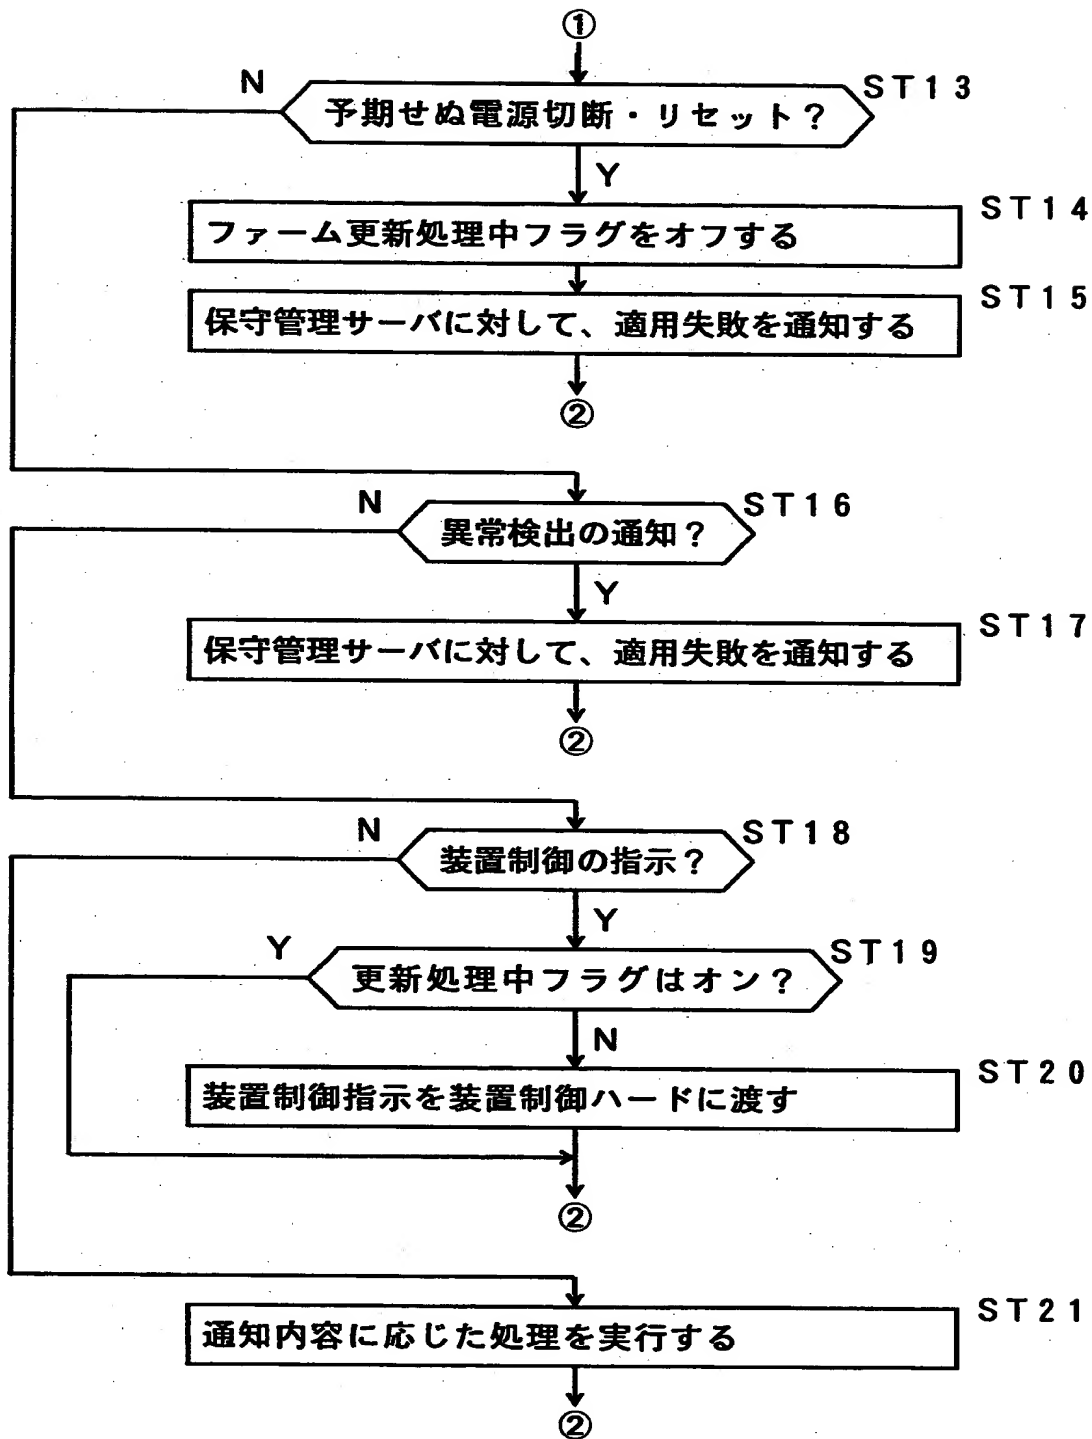 ①
N
ST13
予期せぬ電源切断・リセット？
Y
ST14
ファーム更新処理中フラグをオフする
ST15
保守管理サーバに対して、適用失敗を通知する
②
N
ST16
異常検出の通知？
Y
ST17
保守管理サーバに対して、適用失敗を通知する
②
N
ST18
装置制御の指示？
Y
Y
ST19
更新処理中フラグはオン？
N
ST20
装置制御指示を装置制御ハードに渡す
②
ST21
通知内容に応じた処理を実行する
②